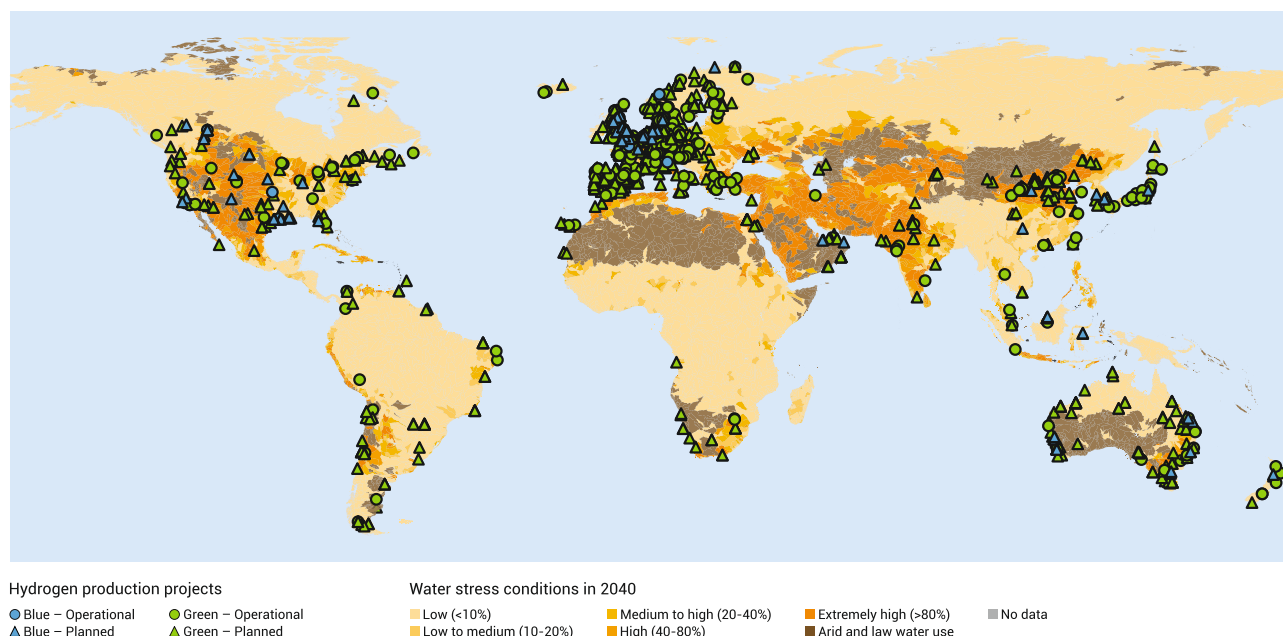 Hydrogen production projects
Water stress conditions in 2040
Blue – Operational
Green – Operational
Low (<10%)
Medium to high (20-40%)
Extremely high (>80%)
No data
Blue – Planned
Green – Planned
Low to medium (10-20%)
High (40-80%)
Arid and law water use